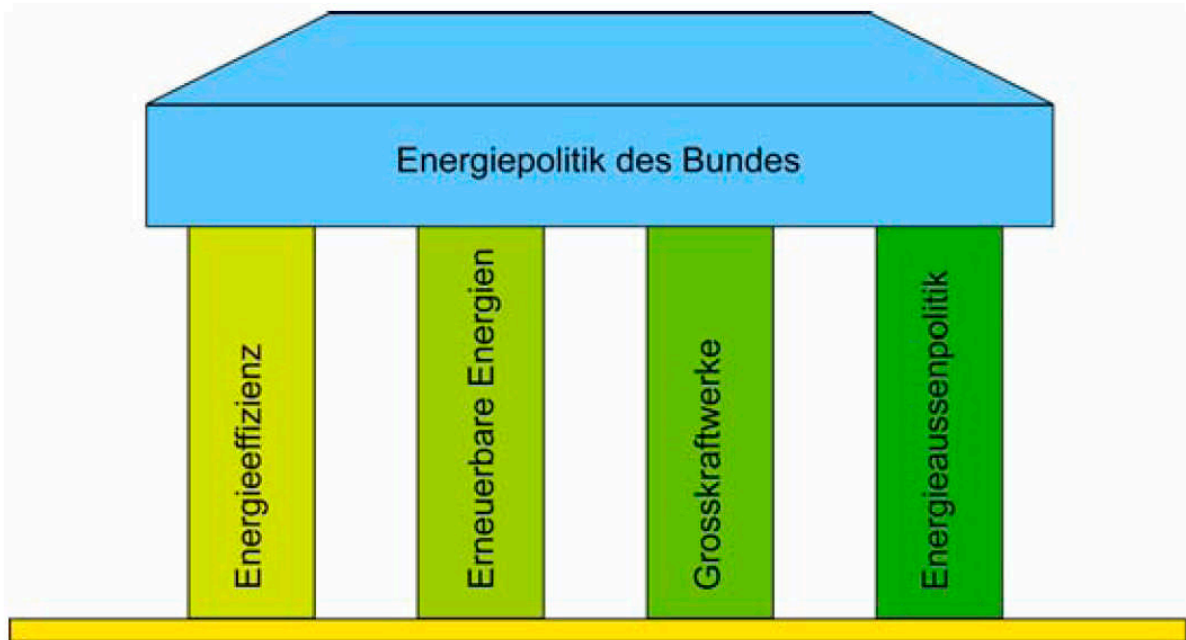 Energiepolitik des Bundes
Energieeffizienz
Erneuerbare Energien
Grosskraftwerke
Energieaussenpolitik